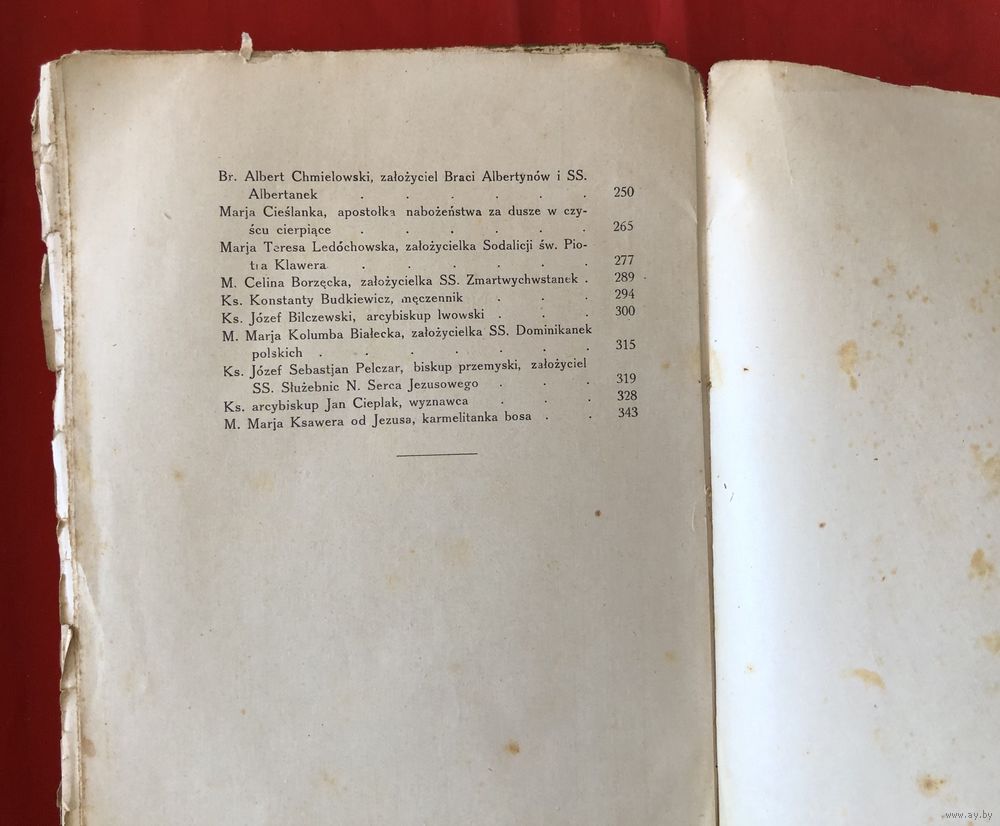 Br. Albert Chmielowski, założyciel Braci Albertynów i SS.
Albertanek . . . . . . 250
Marja Cieślanka, apostołka nabożeństwa za dusze w czy-
ścu cierpiące . . . . . . 265
Marja Teresa Ledóchowska, założycielka Sodalicji św. Pio-
tra Klawera . . . . . . 277
M. Celina Borzęcka, założycielka SS. Zmartwychwstanek . 289
Ks. Konstanty Budkiewicz, męczennik . . . 294
Ks. Józef Bilczewski, arcybiskup lwowski . . . 300
M. Marja Kolumba Białecka, założycielka SS. Dominikanek
polskich . . . . . . . 315
Ks. Józef Sebastjan Pelczar, biskup przemyski, założyciel
SS. Służebnic N. Serca Jezusowego . . . 319
Ks. arcybiskup Jan Cieplak, wyznawca . . . 328
M. Marja Ksawera od Jezusa, karmelitanka bosa . . 343
www.ay.by